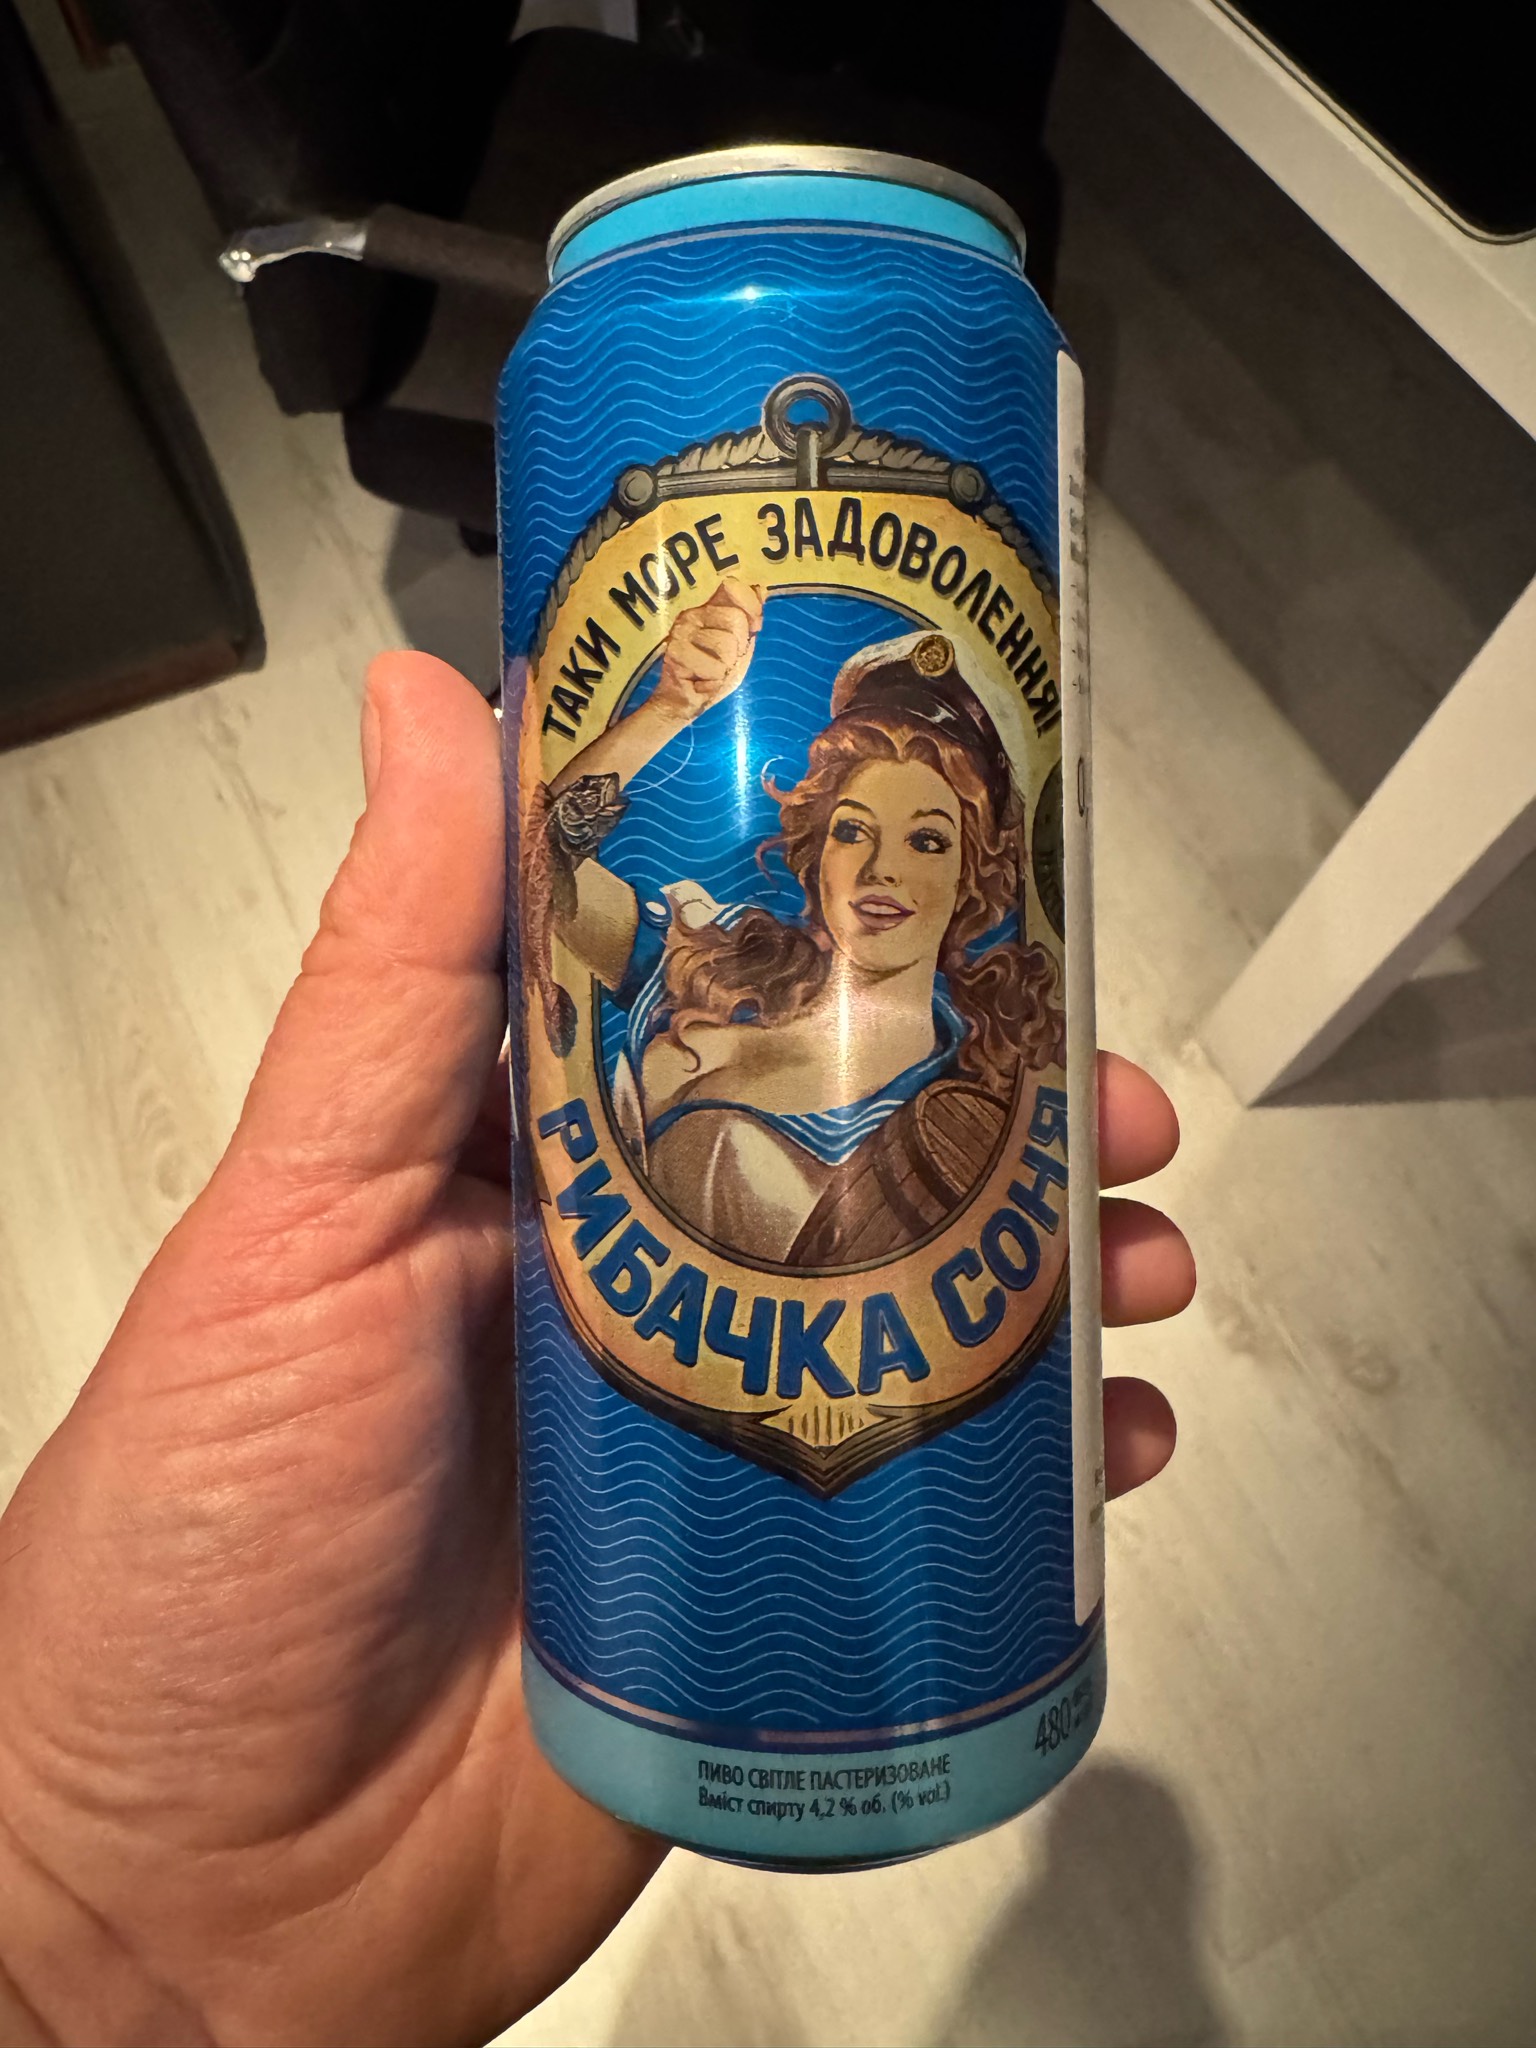 ТАКИ МОРЕ ЗАДОВОЛЕННЯ!
РИБАЧКА СОНЯ
480
ПИВО СВІТЛЕ ПАСТЕРИЗОВАНЕ
Вміст спирту 4,2 % об. (% vol.)